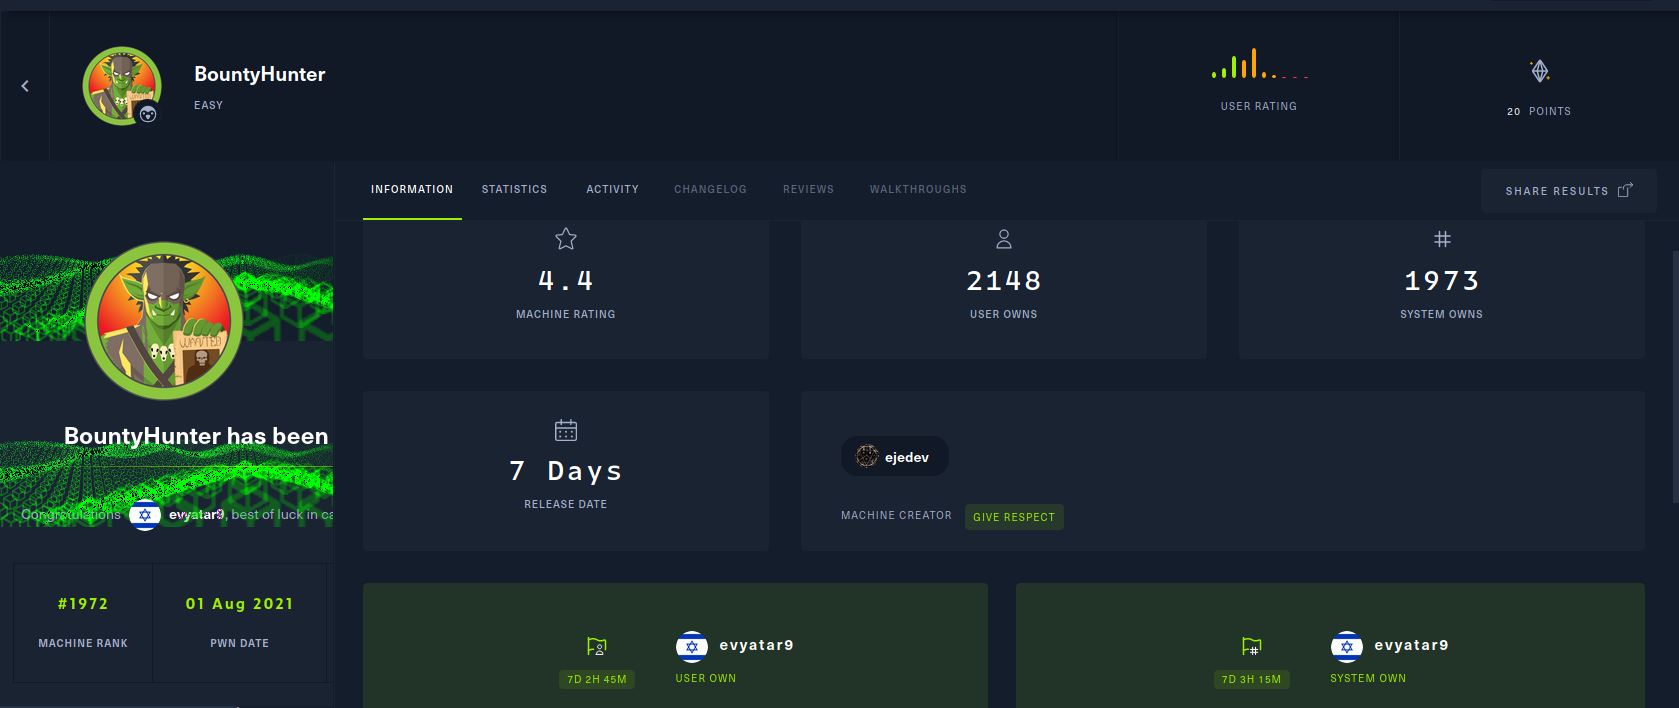 BountyHunter
EASY
USER RATING
20 POINTS
INFORMATION STATISTICS ACTIVITY CHANGELOG REVIEWS WALKTHROUGHS
SHARE RESULTS
4.4
MACHINE RATING
2148
USER OWNS
1973
SYSTEM OWNS
WANTED
BountyHunter has been
Congratulations evyatar9, best of luck in ca
#1972
MACHINE RANK
01 Aug 2021
PWN DATE
7 Days
RELEASE DATE
ejedev
MACHINE CREATOR GIVE RESPECT
evyatar9
7D 2H 45M USER OWN
evyatar9
7D 3H 15M SYSTEM OWN